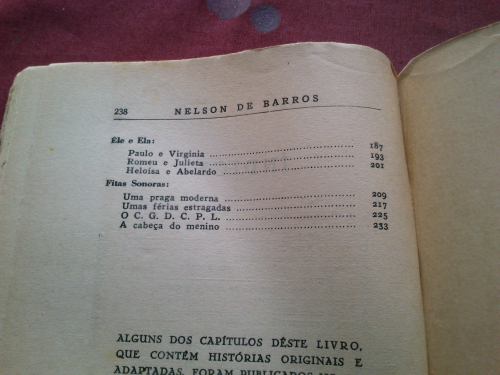 238 NELSON DE BARROS
Êle e Ela:
Paulo e Virgínia ........ 187
Romeu e Julieta ........ 193
Heloísa e Abelardo ........ 201
Fitas Sonoras:
Uma praga moderna ........ 209
Umas férias estragadas ........ 217
O C. G. D. C. P. L. ........ 225
A cabeça do menino ........ 233
ALGUNS DOS CAPÍTULOS DÊSTE LIVRO,
QUE CONTÊM HISTÓRIAS ORIGINAIS E
ADAPTADAS, FORAM PUBLICADOS